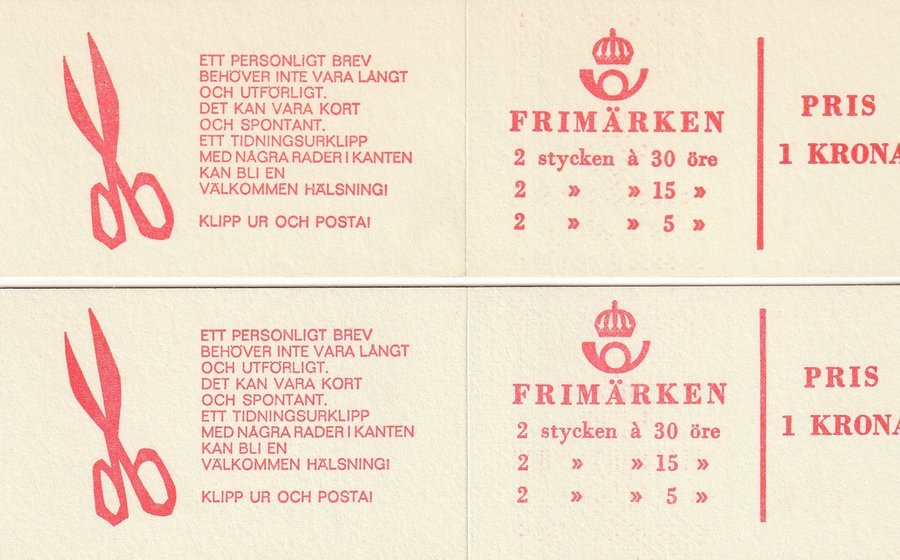 ETT PERSONLIGT BREV
BEHÖVER INTE VARA LÅNGT
OCH UTFÖRLIGT.
DET KAN VARA KORT
OCH SPONTANT.
ETT TIDNINGSURKLIPP
MED NÅGRA RADER I KANTEN
KAN BLI EN
VÄLKOMMEN HÄLSNING!
KLIPP UR OCH POSTA!
FRIMÄRKEN
2 stycken à 30 öre
2 » » 15 »
2 » » 5 »
PRIS
1 KRONA
ETT PERSONLIGT BREV
BEHÖVER INTE VARA LÅNGT
OCH UTFÖRLIGT.
DET KAN VARA KORT
OCH SPONTANT.
ETT TIDNINGSURKLIPP
MED NÅGRA RADER I KANTEN
KAN BLI EN
VÄLKOMMEN HÄLSNING!
KLIPP UR OCH POSTA!
FRIMÄRKEN
2 stycken à 30 öre
2 » » 15 »
2 » » 5 »
PRIS
1 KRONA